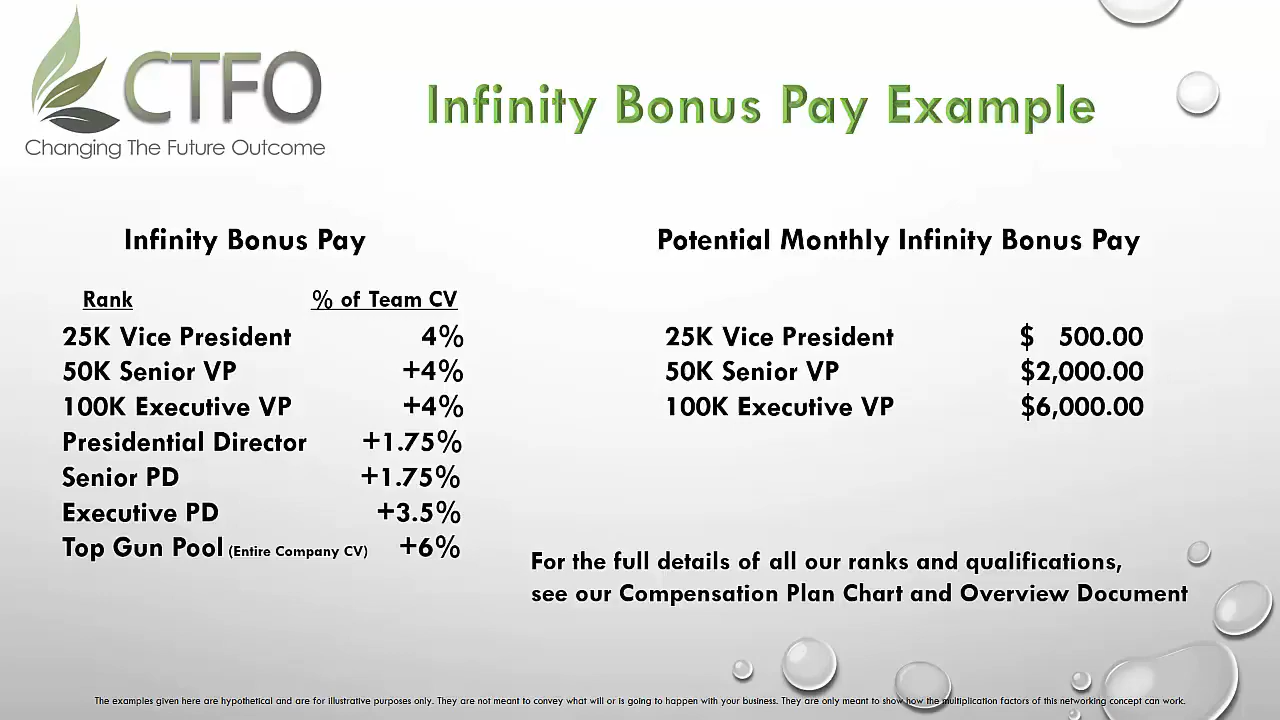 CTFO
Changing The Future Outcome
Infinity Bonus Pay Example
Infinity Bonus Pay
Rank % of Team CV
25K Vice President 4%
50K Senior VP +4%
100K Executive VP +4%
Presidential Director +1.75%
Senior PD +1.75%
Executive PD +3.5%
Top Gun Pool (Entire Company CV) +6%
Potential Monthly Infinity Bonus Pay
25K Vice President $ 500.00
50K Senior VP $2,000.00
100K Executive VP $6,000.00
For the full details of all our ranks and qualifications,
see our Compensation Plan Chart and Overview Document
The examples given here are hypothetical and are for illustrative purposes only. They are not meant to convey what will or is going to happen with your business. They are only meant to show how the multiplication factors of this networking concept can work.